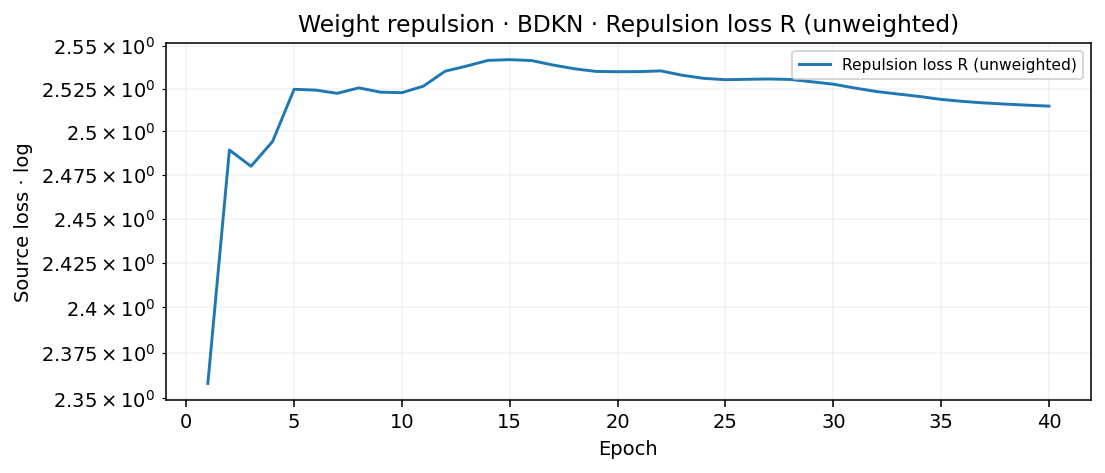 Weight repulsion · BDKN · Repulsion loss R (unweighted)
Repulsion loss R (unweighted)
Source loss · log
2.55 × 10⁰
2.525 × 10⁰
2.5 × 10⁰
2.475 × 10⁰
2.45 × 10⁰
2.425 × 10⁰
2.4 × 10⁰
2.375 × 10⁰
2.35 × 10⁰
0 5 10 15 20 25 30 35 40
Epoch